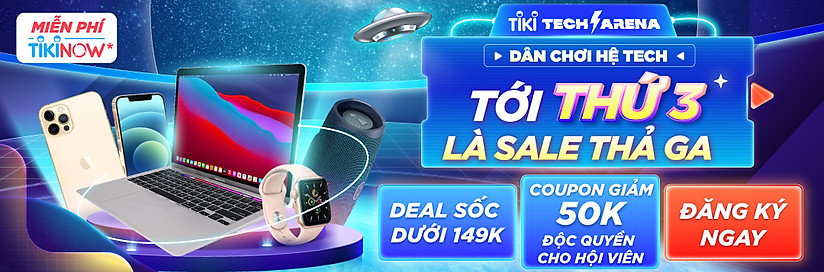 MIỄN PHÍ
TIKINOW*
TIKI TECH ARENA
DÂN CHƠI HỆ TECH
TỚI THỨ 3
LÀ SALE THẢ GA
DEAL SỐC
DƯỚI 149K
COUPON GIẢM
50K
ĐỘC QUYỀN
CHO HỘI VIÊN
ĐĂNG KÝ
NGAY